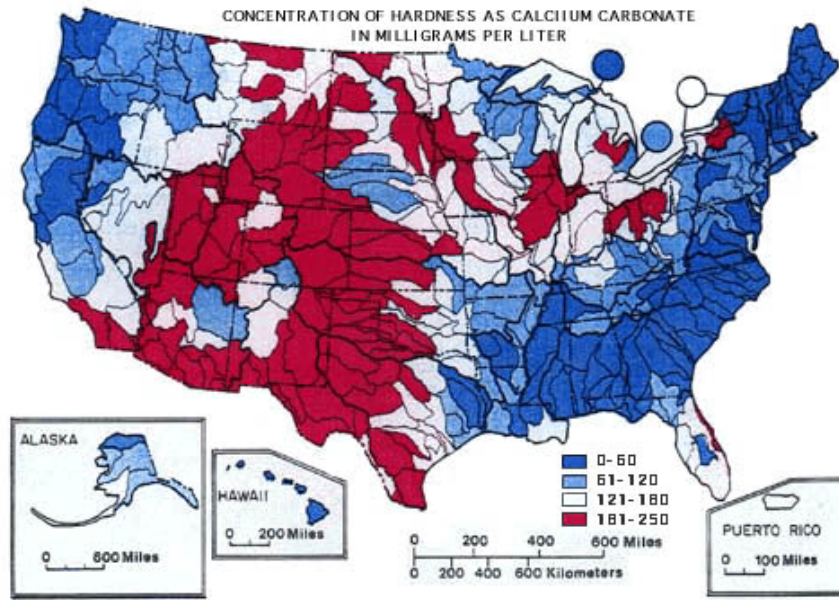 CONCENTRATION OF HARDNESS AS CALCIIUM CARBONATE
IN MILLIGRAMS PER LITER
ALASKA
0 600 Miles
HAWAII
0 200 Miles
0-60
61-120
121-180
181-250
0 200 400 600 Miles
0 200 400 600 Kilometers
PUERTO RICO
0 100 Miles